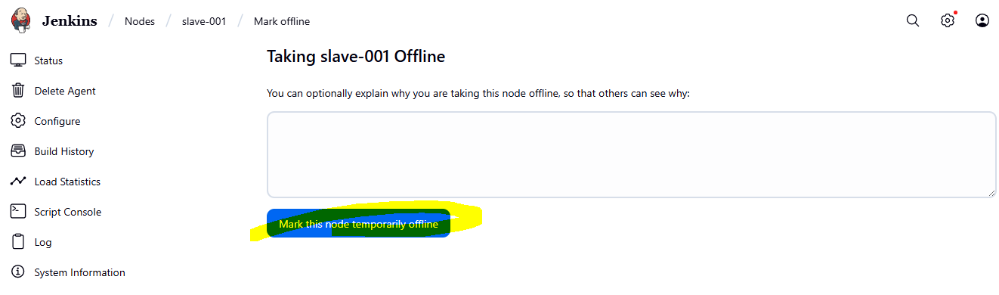 Jenkins / Nodes / slave-001 / Mark offline
Taking slave-001 Offline
You can optionally explain why you are taking this node offline, so that others can see why:
Mark this node temporarily offline
Status
Delete Agent
Configure
Build History
Load Statistics
Script Console
Log
System Information